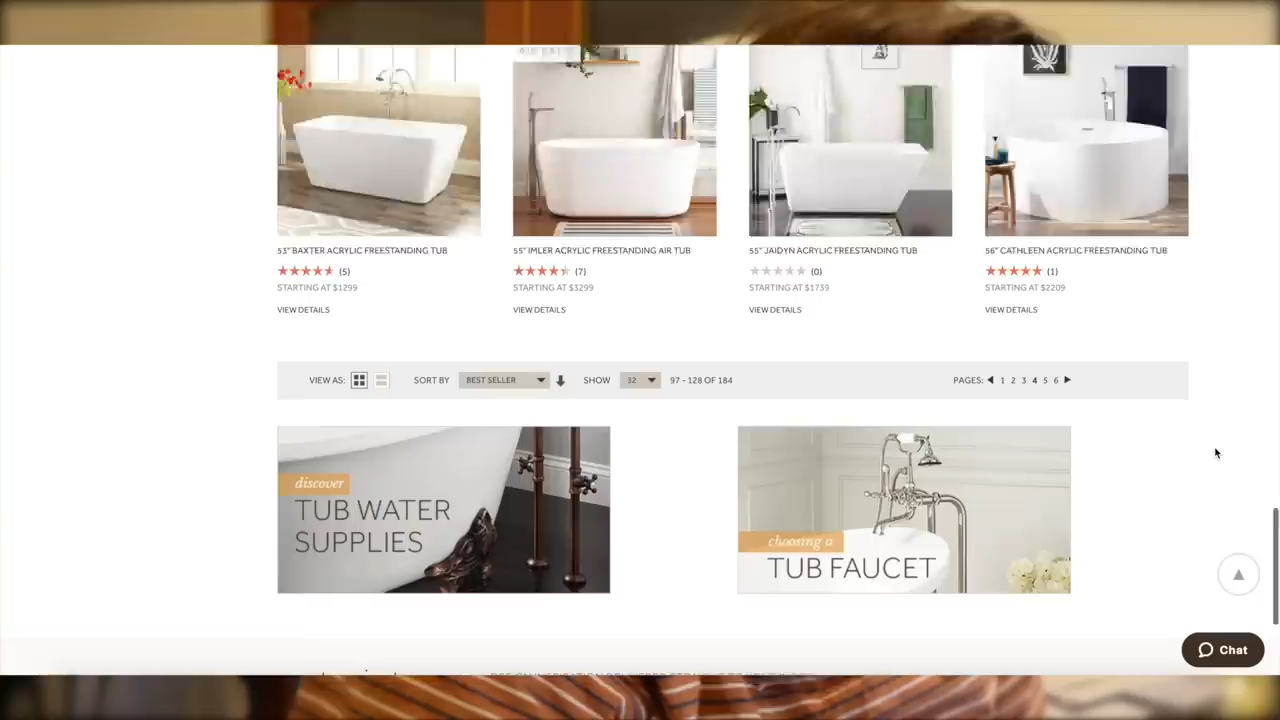 53" BAXTER ACRYLIC FREESTANDING TUB
(5)
STARTING AT $1299
VIEW DETAILS
55" IMLER ACRYLIC FREESTANDING AIR TUB
(7)
STARTING AT $3299
VIEW DETAILS
55" JAIDYN ACRYLIC FREESTANDING TUB
(0)
STARTING AT $1739
VIEW DETAILS
56" CATHLEEN ACRYLIC FREESTANDING TUB
(1)
STARTING AT $2209
VIEW DETAILS
VIEW AS: SORT BY BEST SELLER SHOW 32 97 - 128 OF 184 PAGES: 1 2 3 4 5 6
discover
TUB WATER
SUPPLIES
choosing a
TUB FAUCET
Chat